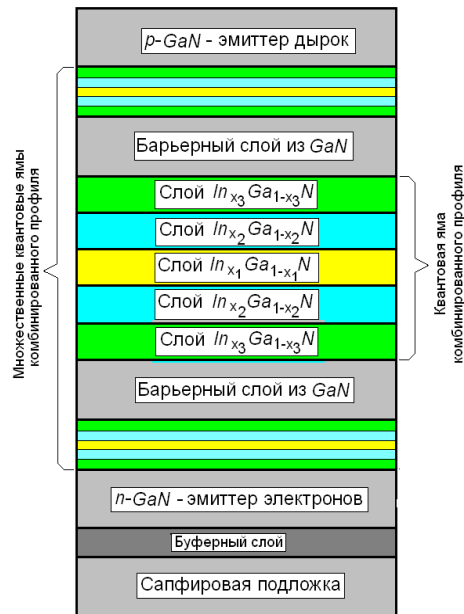 p-GaN - эмиттер дырок
Барьерный слой из GaN
Слой Inx3Ga1-x3N
Слой Inx2Ga1-x2N
Слой Inx1Ga1-x1N
Слой Inx2Ga1-x2N
Слой Inx3Ga1-x3N
Барьерный слой из GaN
n-GaN - эмиттер электронов
Буферный слой
Сапфировая подложка
Множественные квантовые ямы
комбинированного профиля
Квантовая яма
комбинированного профиля